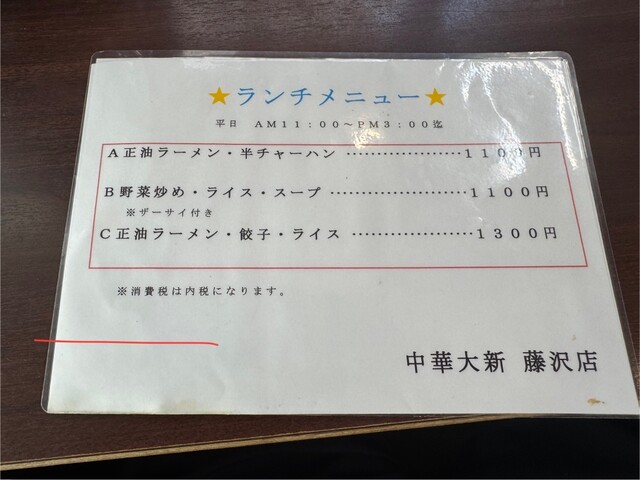 ★ランチメニュー★
平日 AM11:00～PM3:00迄
A正油ラーメン・半チャーハン ………………1100円
B野菜炒め・ライス・スープ …………………1100円
※ザーサイ付き
C正油ラーメン・餃子・ライス ………………1300円
※消費税は内税になります。
中華大新 藤沢店